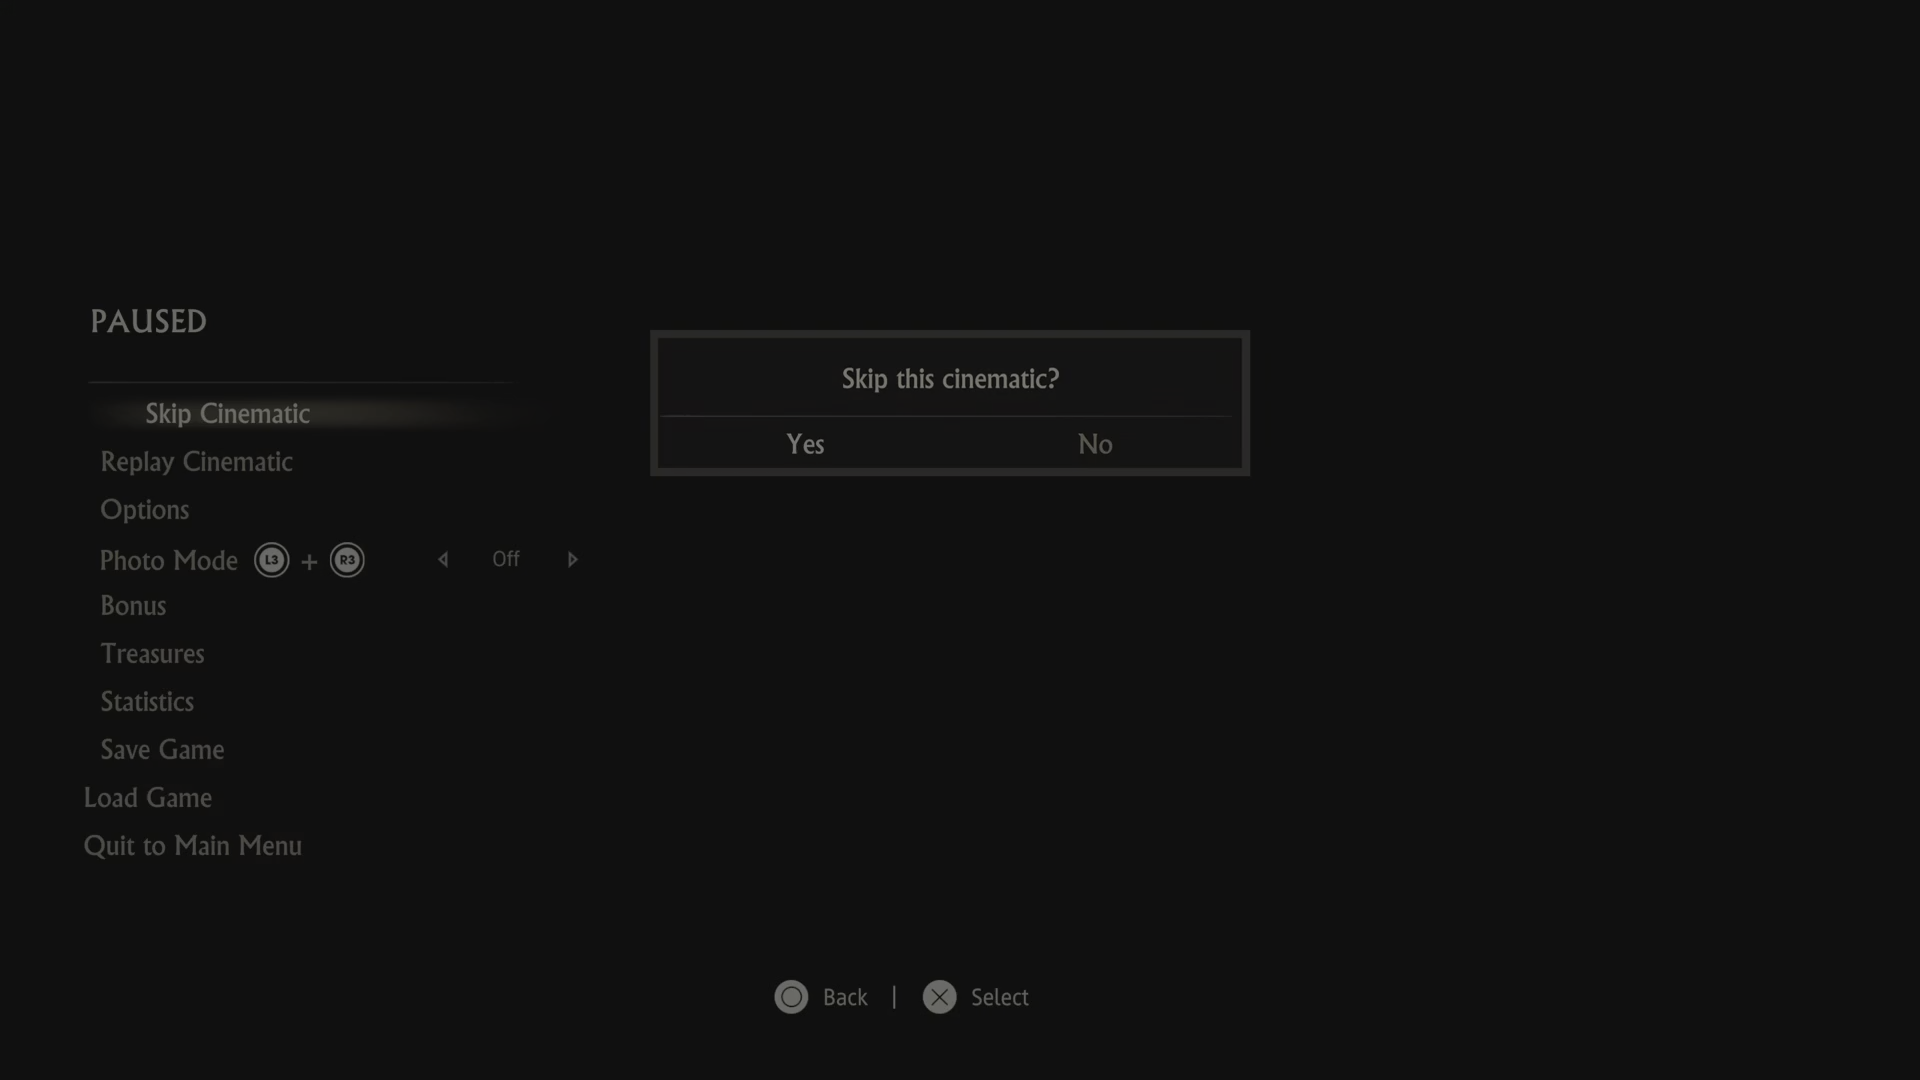 PAUSED
Skip Cinematic
Replay Cinematic
Options
Photo Mode L3 + R3 Off
Bonus
Treasures
Statistics
Save Game
Load Game
Quit to Main Menu
Skip this cinematic?
Yes No
Back | Select